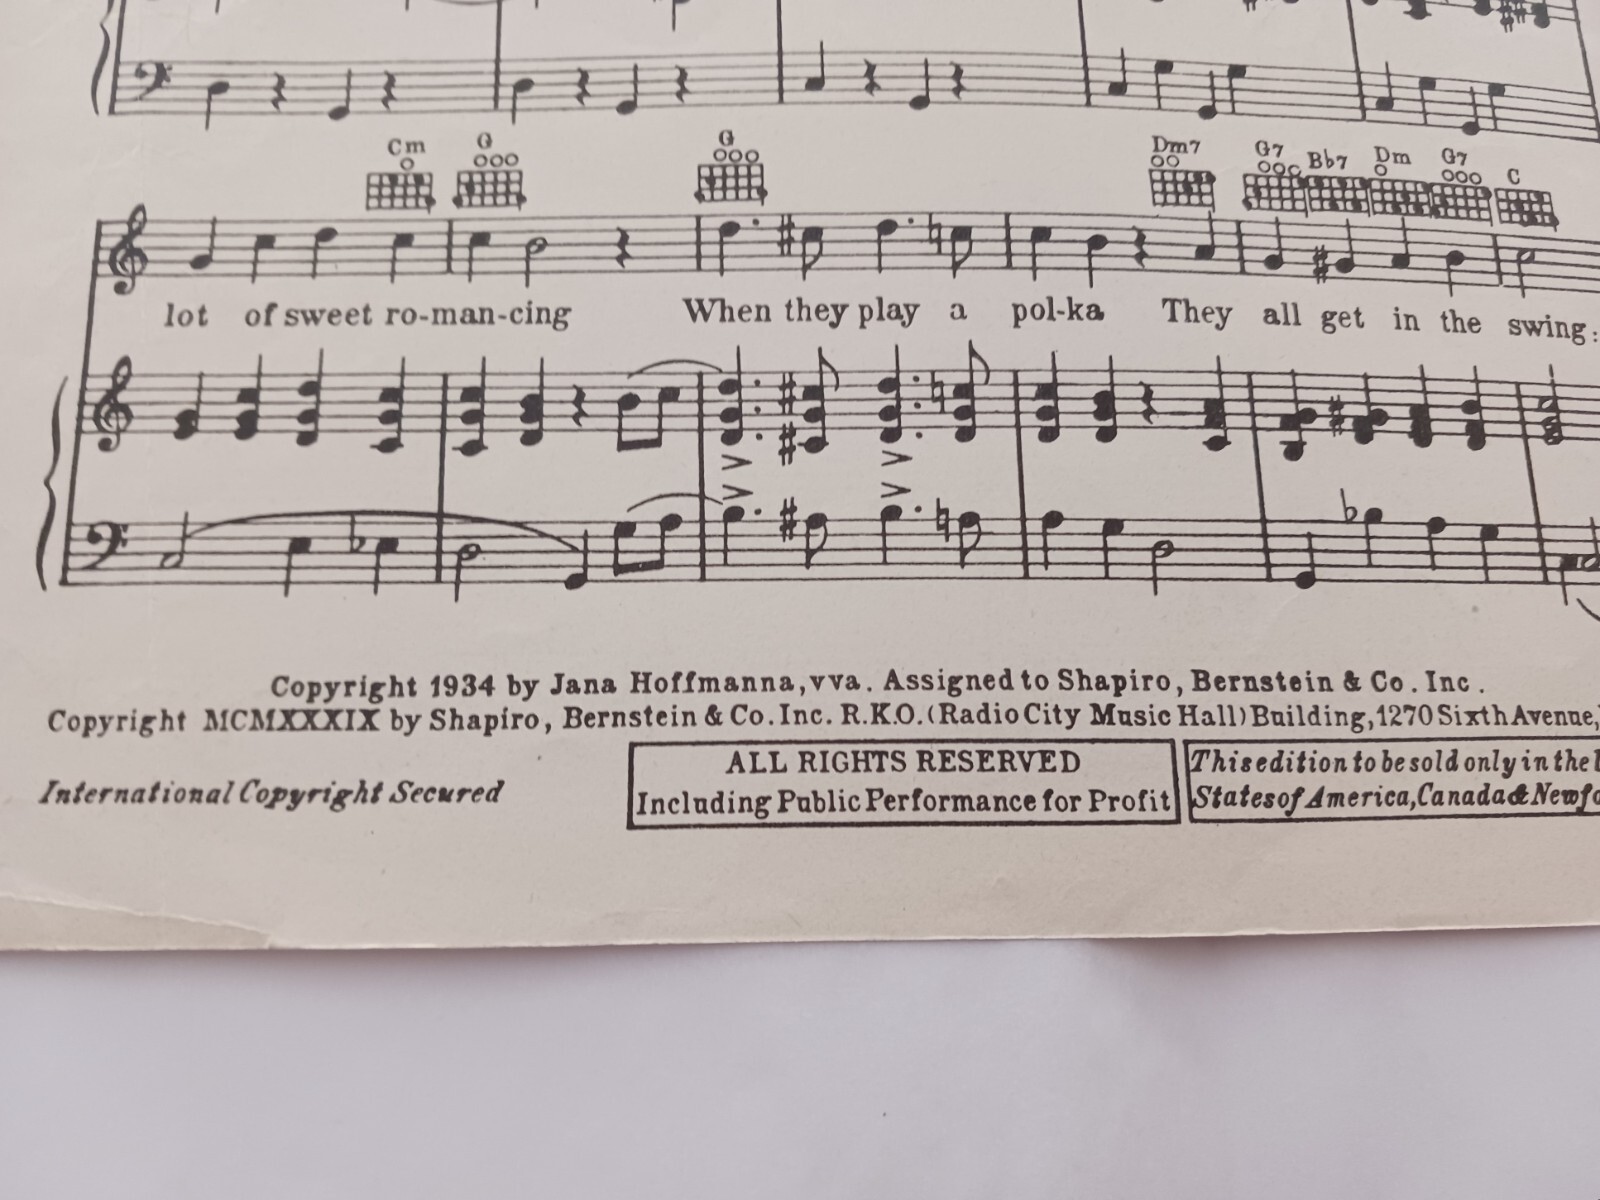 Cm G G Dm7 G7 Bb7 Dm G7 C
lot of sweet ro-man-cing When they play a pol-ka They all get in the swing:
Copyright 1934 by Jana Hoffmanna, vva. Assigned to Shapiro, Bernstein & Co. Inc.
Copyright MCMXXXIX by Shapiro, Bernstein & Co. Inc. R.K.O. (Radio City Music Hall) Building, 1270 Sixth Avenue,
International Copyright Secured
ALL RIGHTS RESERVED
Including Public Performance for Profit
This edition to be sold only in the
States of America, Canada &